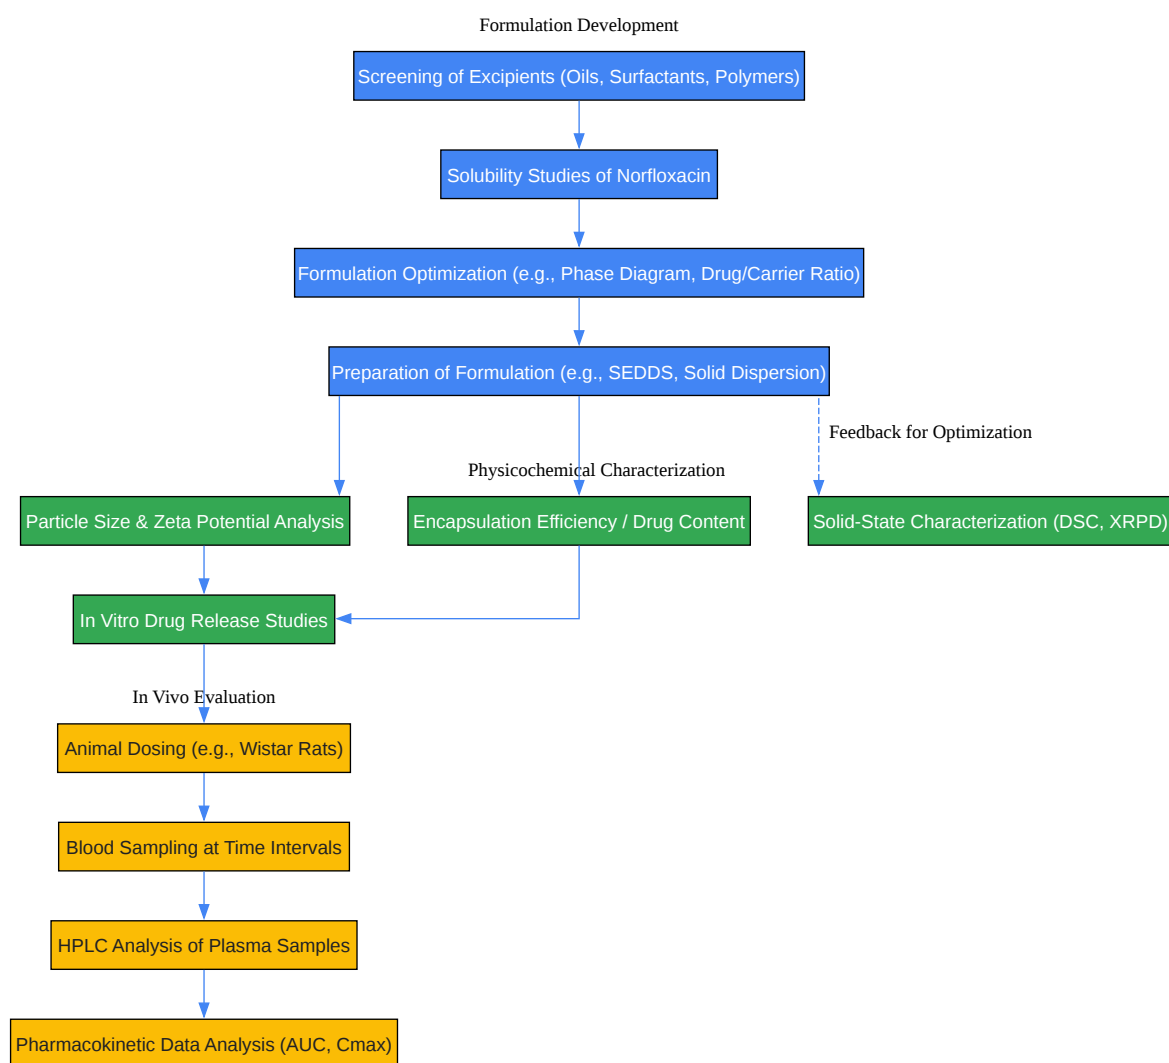 Formulation Development
Screening of Excipients (Oils, Surfactants, Polymers)
Solubility Studies of Norfloxacin
Formulation Optimization (e.g., Phase Diagram, Drug/Carrier Ratio)
Preparation of Formulation (e.g., SEDDS, Solid Dispersion)
Feedback for Optimization
Physicochemical Characterization
Particle Size & Zeta Potential Analysis
Encapsulation Efficiency / Drug Content
Solid-State Characterization (DSC, XRPD)
In Vitro Drug Release Studies
In Vivo Evaluation
Animal Dosing (e.g., Wistar Rats)
Blood Sampling at Time Intervals
HPLC Analysis of Plasma Samples
Pharmacokinetic Data Analysis (AUC, Cmax)